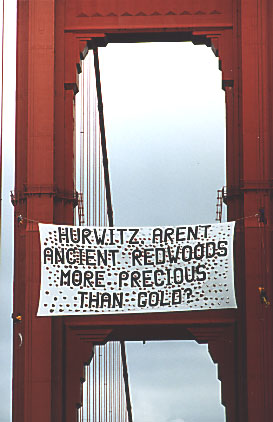 HURWITZ ARENT
ANCIENT REDWOODS
MORE PRECIOUS
THAN GOLD?